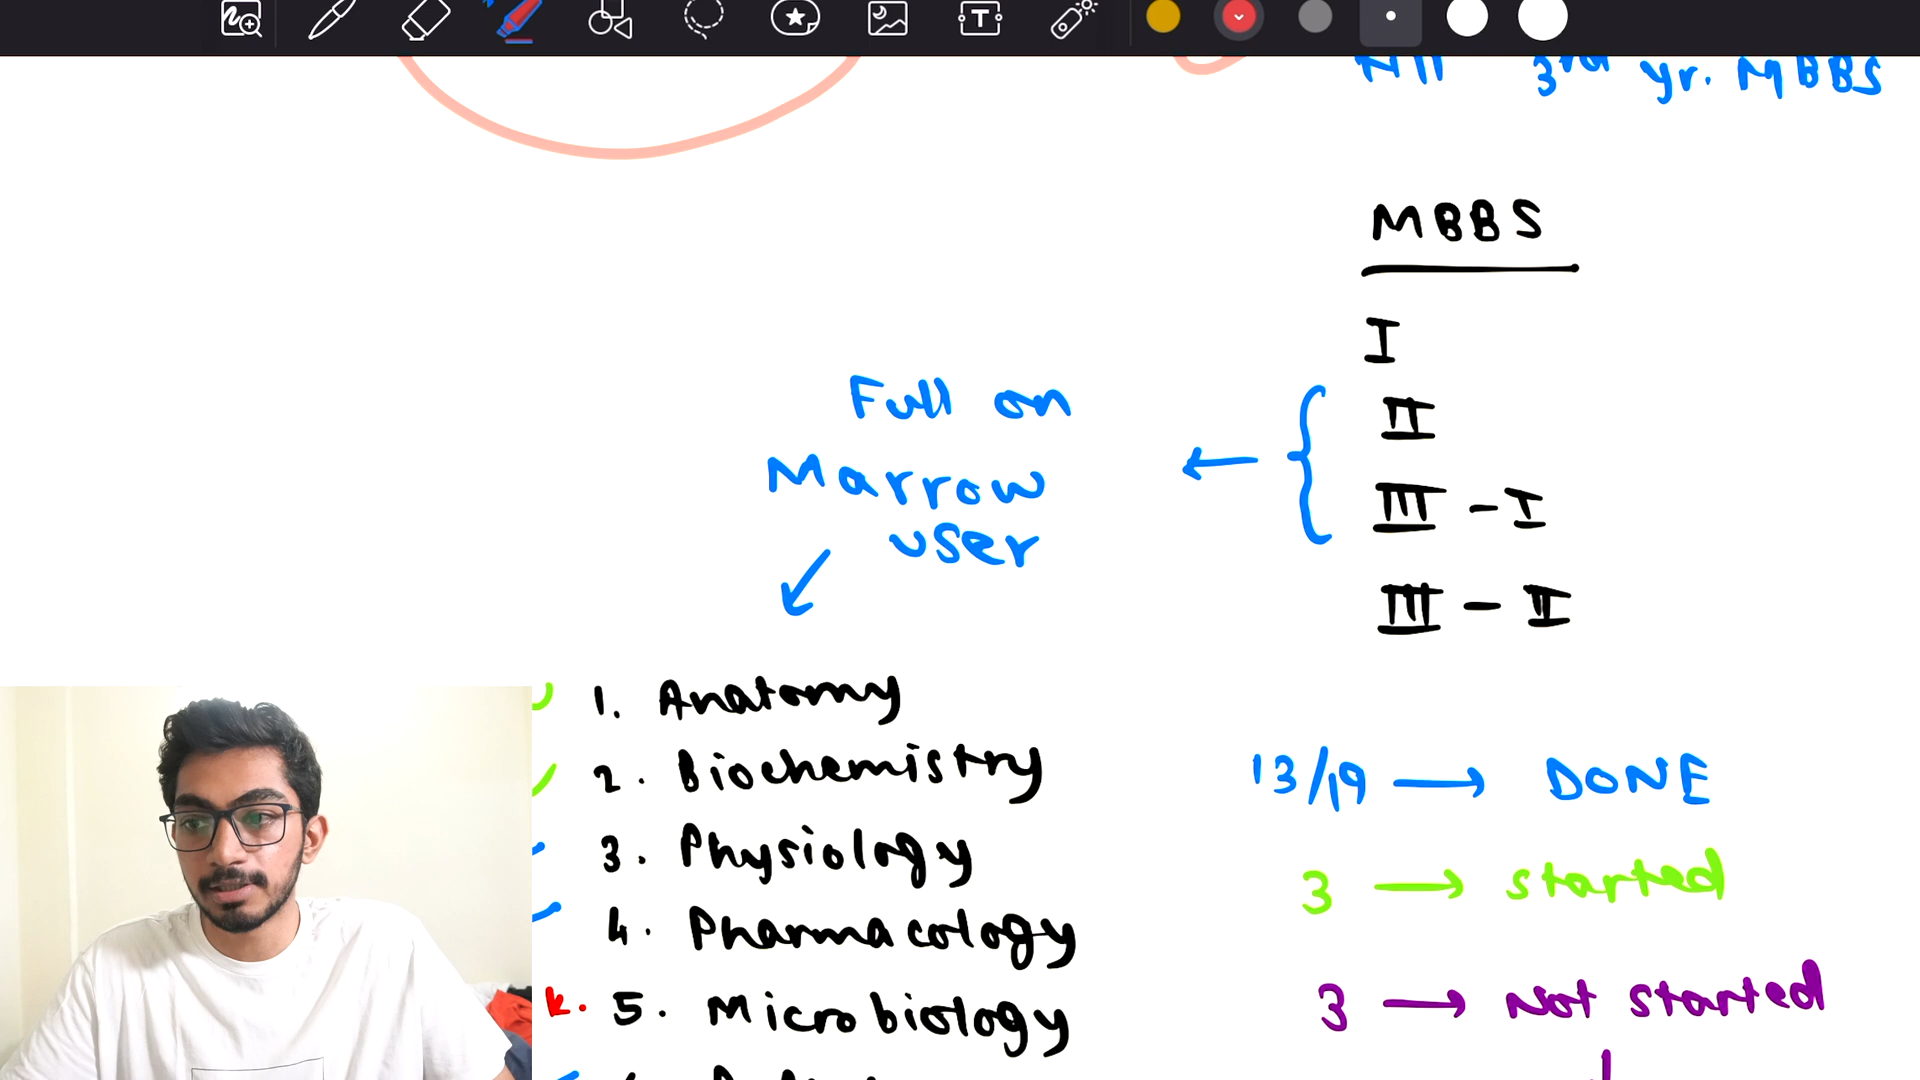 3rd yr. MBBS
MBBS
I
II
III - I
III - II
Full on
Marrow
user
1. Anatomy
2. Biochemistry
3. Physiology
4. Pharmacology
k. 5. Microbiology
13/19 → DONE
3 → started
3 → Not started
T